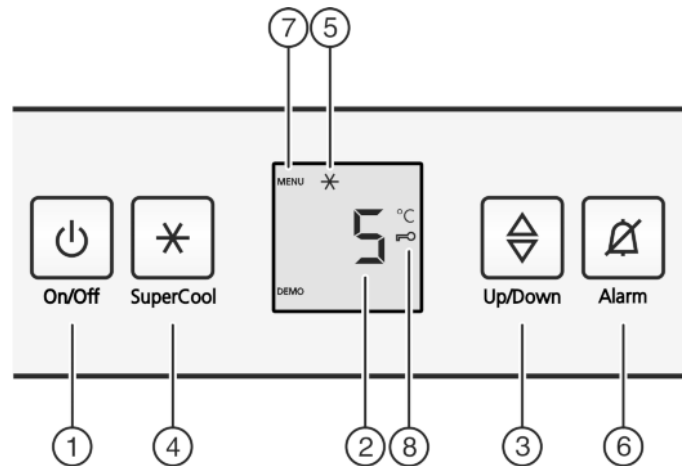 7 5
MENU
5 °C
DEMO
On/Off SuperCool Up/Down Alarm
1 4 2 8 3 6